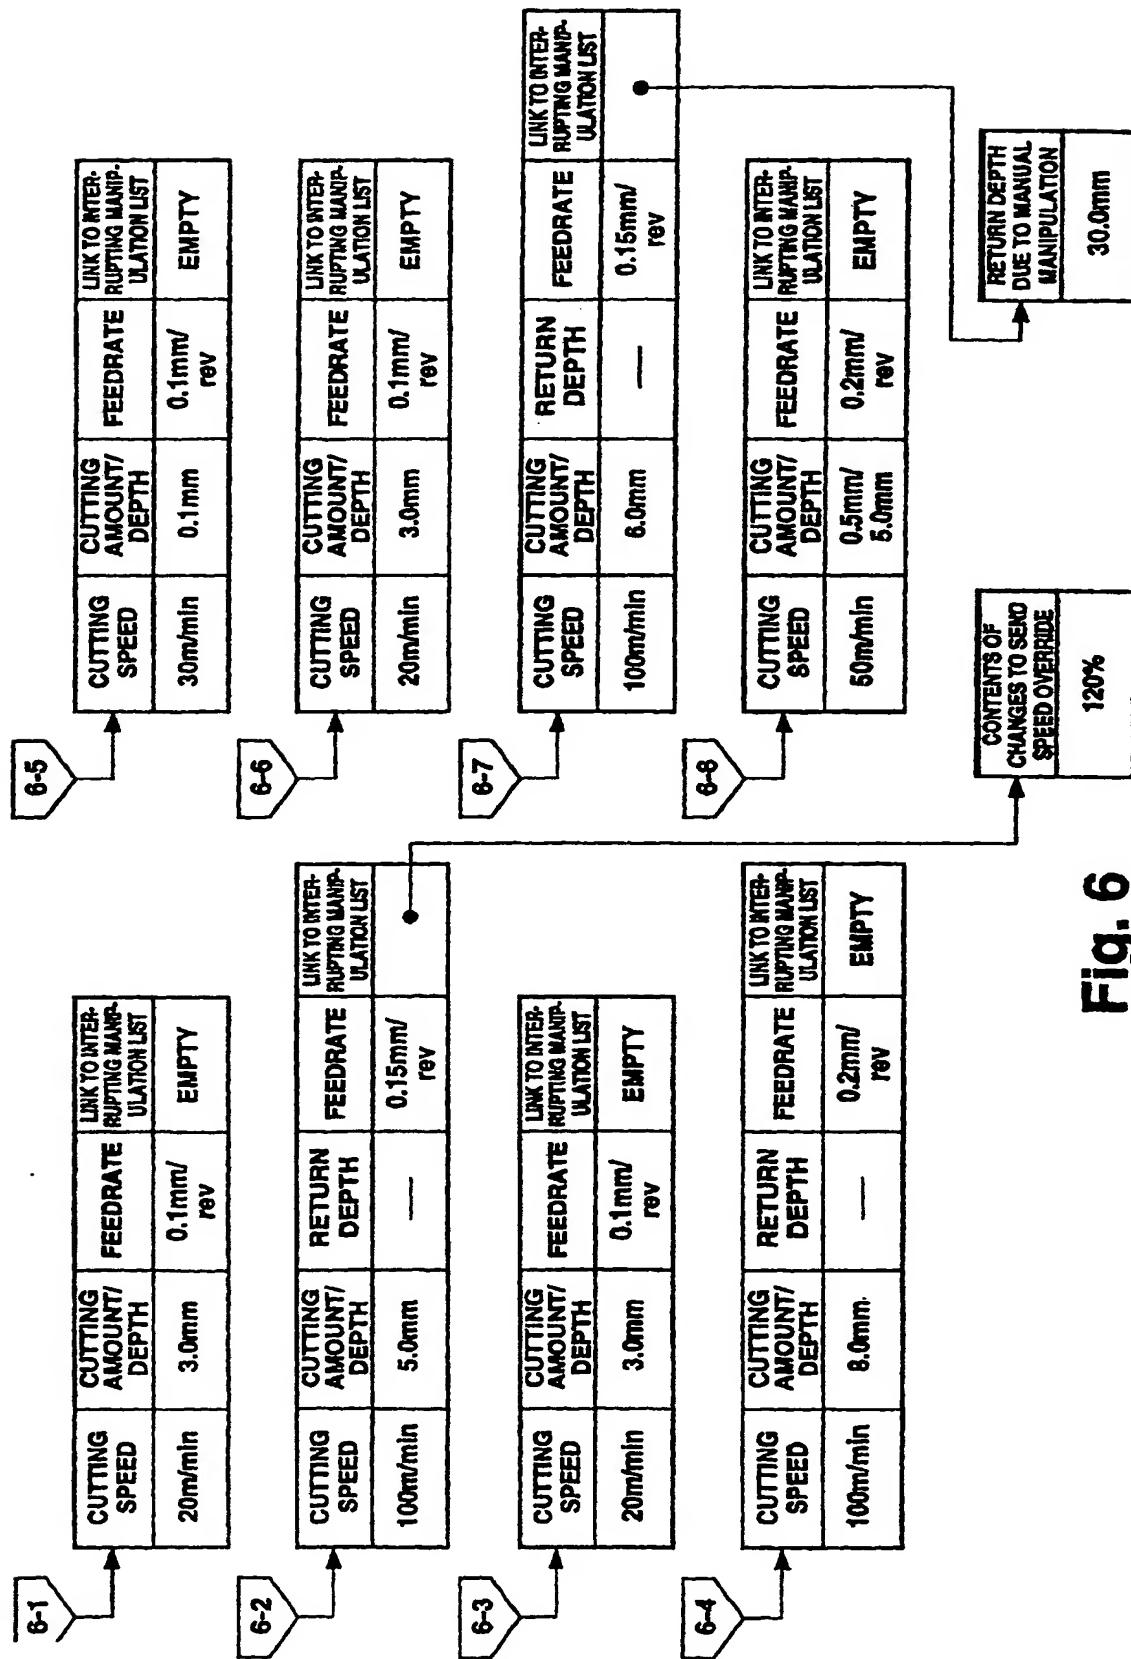 6-1
CUTTING
SPEED
CUTTING
AMOUNT/
DEPTH
FEEDRATE
LINK TO INTER-
RUPTING MANIP-
ULATION LIST
20m/min
3.0mm
0.1mm/
rev
EMPTY
6-2
CUTTING
SPEED
CUTTING
AMOUNT/
DEPTH
RETURN
DEPTH
FEEDRATE
LINK TO INTER-
RUPTING MANIP-
ULATION LIST
100m/min
5.0mm
—
0.15mm/
rev
6-3
CUTTING
SPEED
CUTTING
AMOUNT/
DEPTH
FEEDRATE
LINK TO INTER-
RUPTING MANIP-
ULATION LIST
20m/min
3.0mm
0.1mm/
rev
EMPTY
6-4
CUTTING
SPEED
CUTTING
AMOUNT/
DEPTH
RETURN
DEPTH
FEEDRATE
LINK TO INTER-
RUPTING MANIP-
ULATION LIST
100m/min
8.0mm
—
0.2mm/
rev
EMPTY
6-5
CUTTING
SPEED
CUTTING
AMOUNT/
DEPTH
FEEDRATE
LINK TO INTER-
RUPTING MANIP-
ULATION LIST
30m/min
0.1mm
0.1mm/
rev
EMPTY
6-6
CUTTING
SPEED
CUTTING
AMOUNT/
DEPTH
FEEDRATE
LINK TO INTER-
RUPTING MANIP-
ULATION LIST
20m/min
3.0mm
0.1mm/
rev
EMPTY
6-7
CUTTING
SPEED
CUTTING
AMOUNT/
DEPTH
RETURN
DEPTH
FEEDRATE
LINK TO INTER-
RUPTING MANIP-
ULATION LIST
100m/min
6.0mm
—
0.15mm/
rev
6-8
CUTTING
SPEED
CUTTING
AMOUNT/
DEPTH
FEEDRATE
LINK TO INTER-
RUPTING MANIP-
ULATION LIST
50m/min
0.5mm/
5.0mm
0.2mm/
rev
EMPTY
CONTENTS OF
CHANGES TO SEND
SPEED OVERRIDE
120%
RETURN DEPTH
DUE TO MANUAL
MANIPULATION
30.0mm
Fig. 6